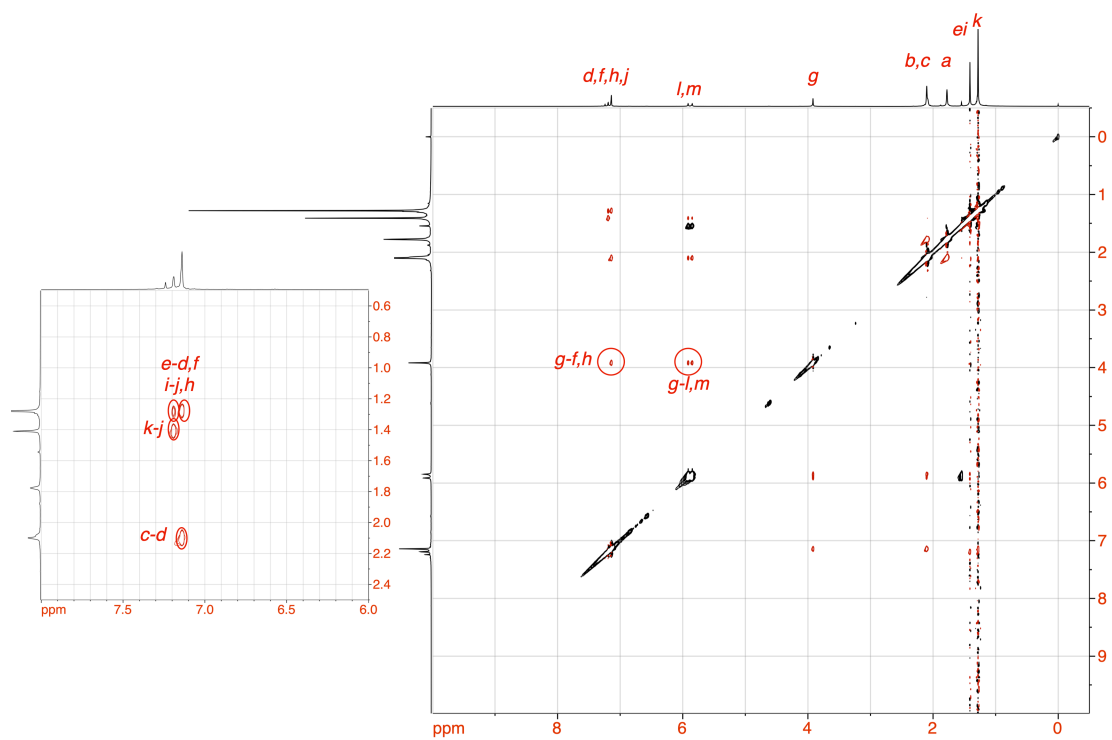 ei k
b,c a
d,f,h,j
g
l,m
0
1
2
3
4
5
6
7
8
9
g-f,h
g-l,m
ppm 8 6 4 2 0
e-d,f
i-j,h
k-j
c-d
0.6
0.8
1.0
1.2
1.4
1.6
1.8
2.0
2.2
2.4
ppm 7.5 7.0 6.5 6.0